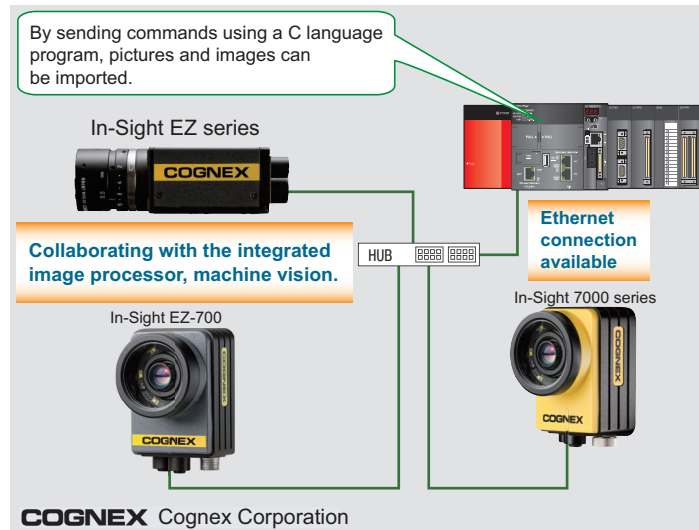 By sending commands using a C language
program, pictures and images can
be imported.
In-Sight EZ series
COGNEX
Collaborating with the integrated
image processor, machine vision.
HUB
Ethernet
connection
available
In-Sight EZ-700
In-Sight 7000 series
COGNEX
COGNEX
COGNEX
COGNEX
COGNEX Cognex Corporation